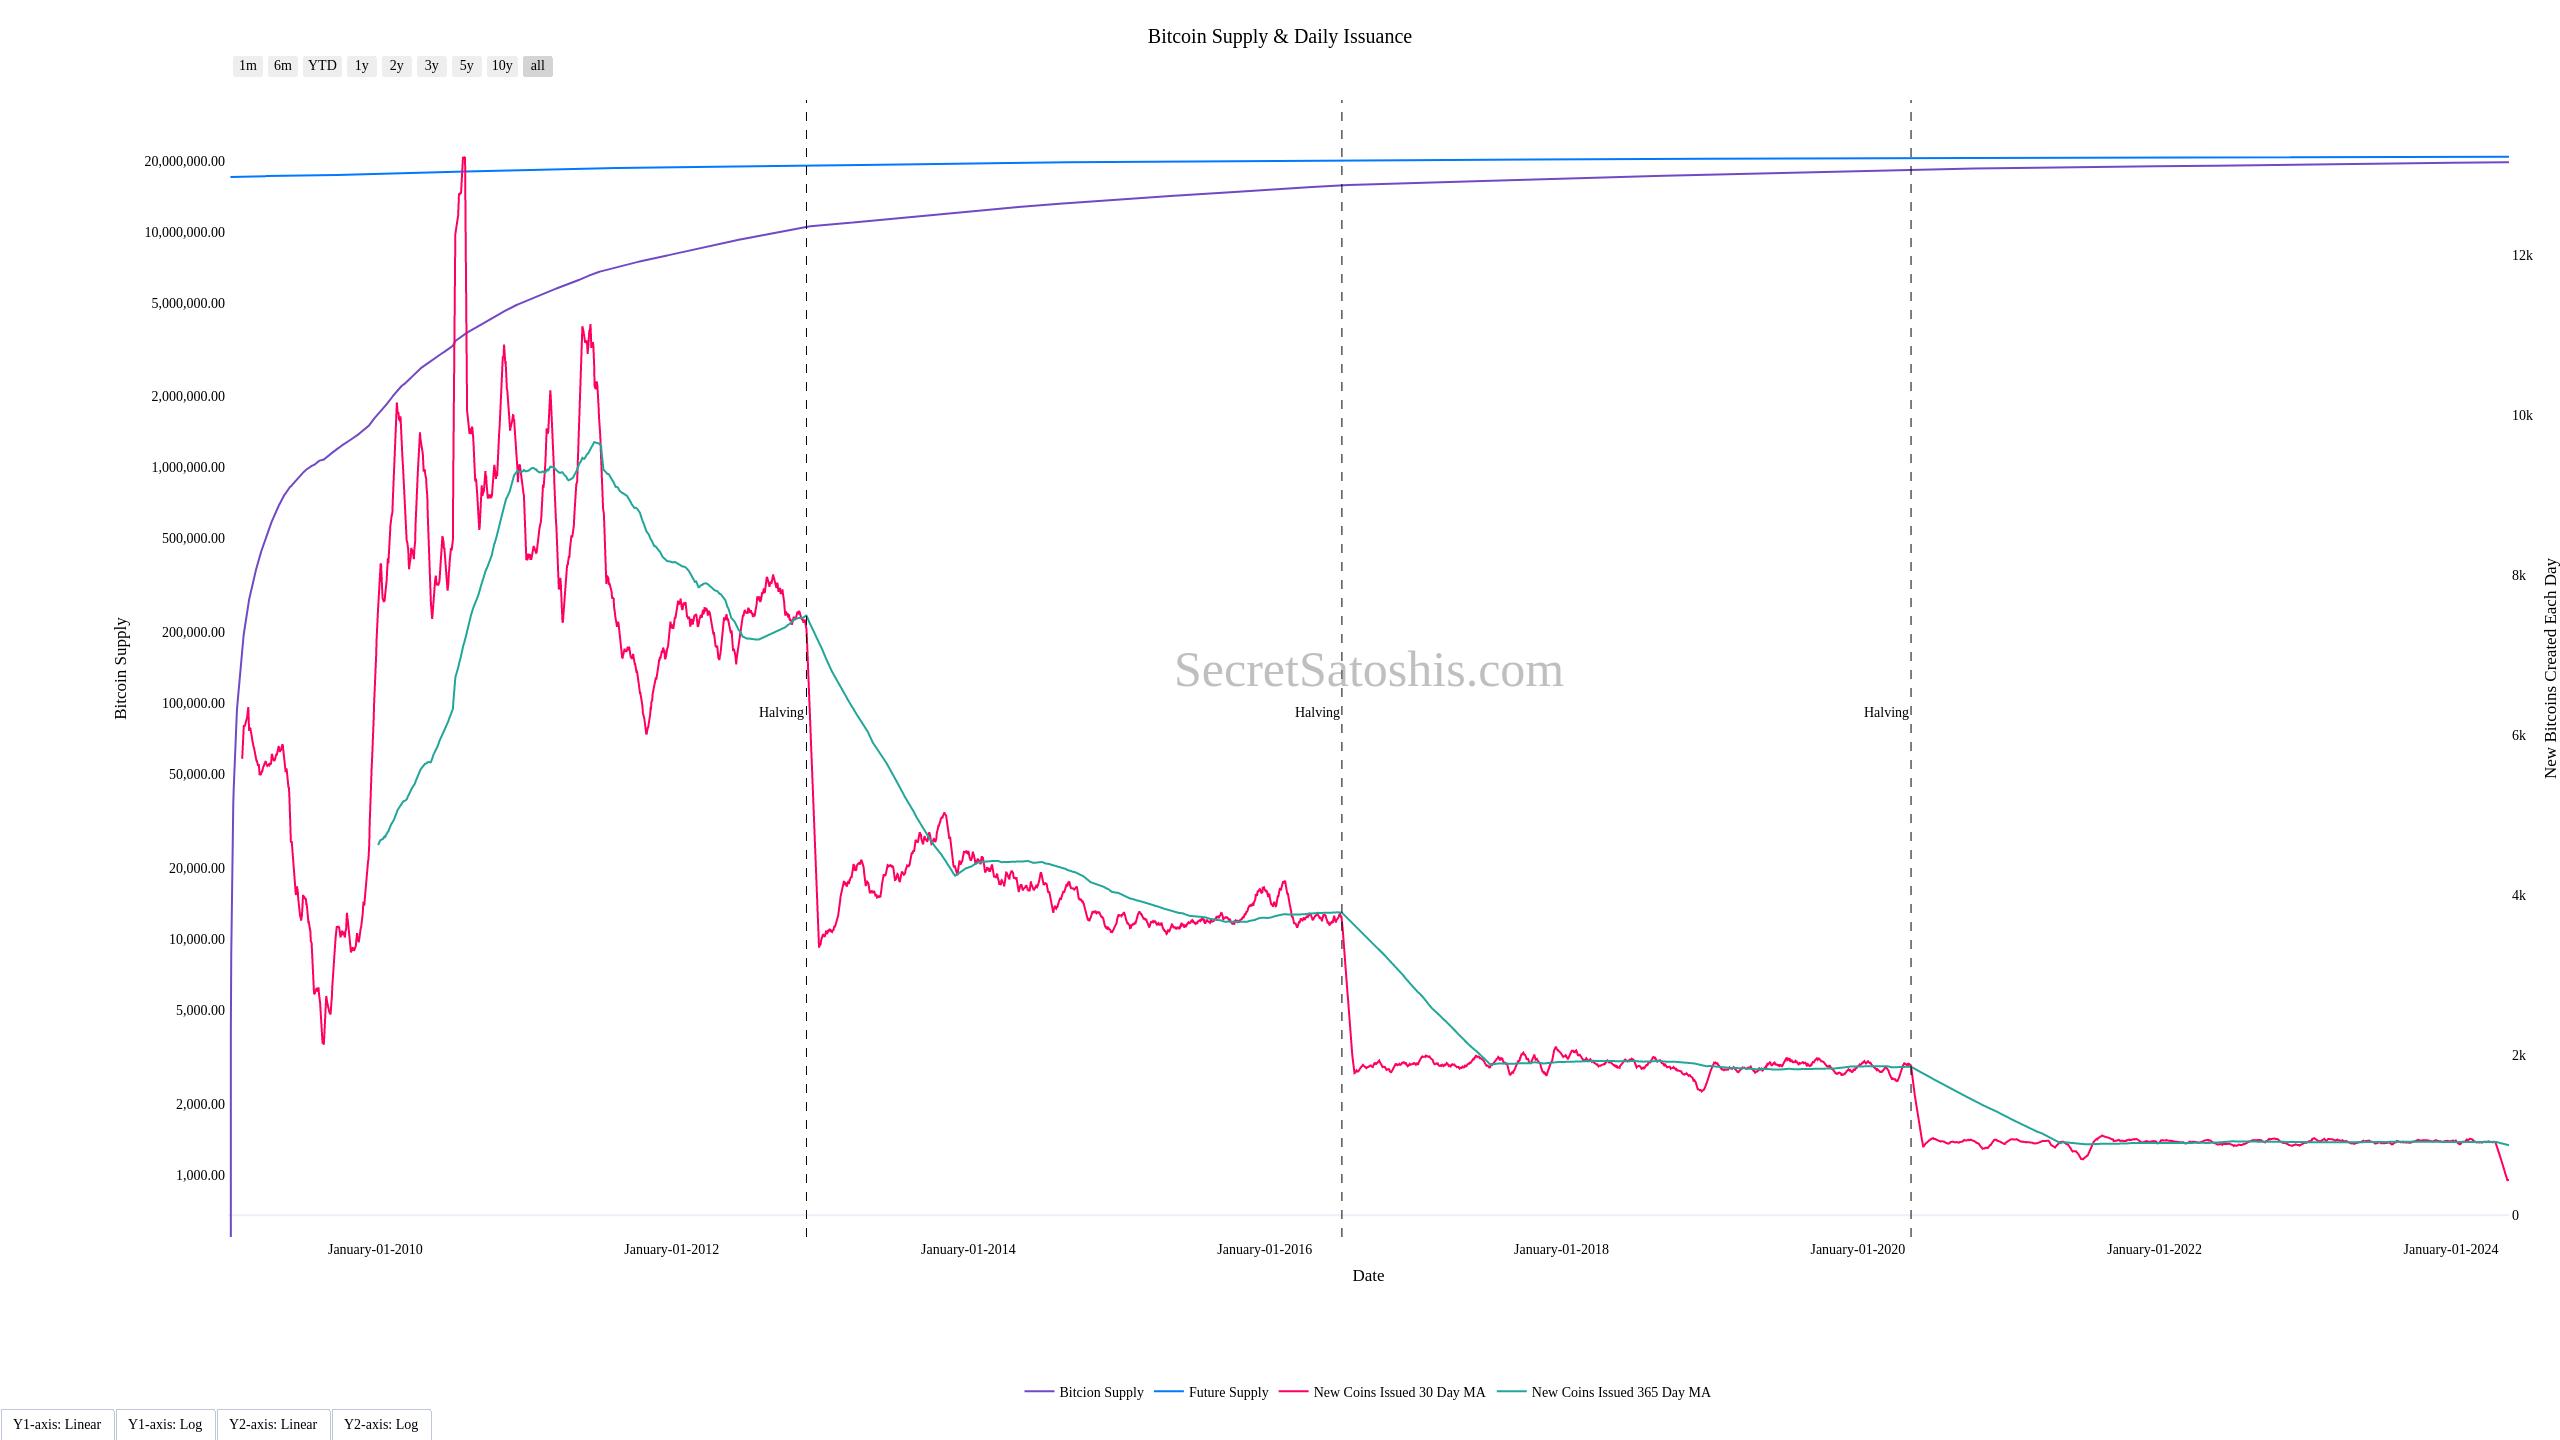 Bitcoin Supply & Daily Issuance
1m 6m YTD 1y 2y 3y 5y 10y all
20,000,000.00
10,000,000.00
5,000,000.00
2,000,000.00
1,000,000.00
500,000.00
200,000.00
100,000.00
50,000.00
20,000.00
10,000.00
5,000.00
2,000.00
1,000.00
Bitcoin Supply
SecretSatoshis.com
Halving
Halving
Halving
12k
10k
8k
6k
4k
2k
0
New Bitcoins Created Each Day
January-01-2010 January-01-2012 January-01-2014 January-01-2016 January-01-2018 January-01-2020 January-01-2022 January-01-2024
Date
Bitcion Supply Future Supply New Coins Issued 30 Day MA New Coins Issued 365 Day MA
Y1-axis: Linear Y1-axis: Log Y2-axis: Linear Y2-axis: Log